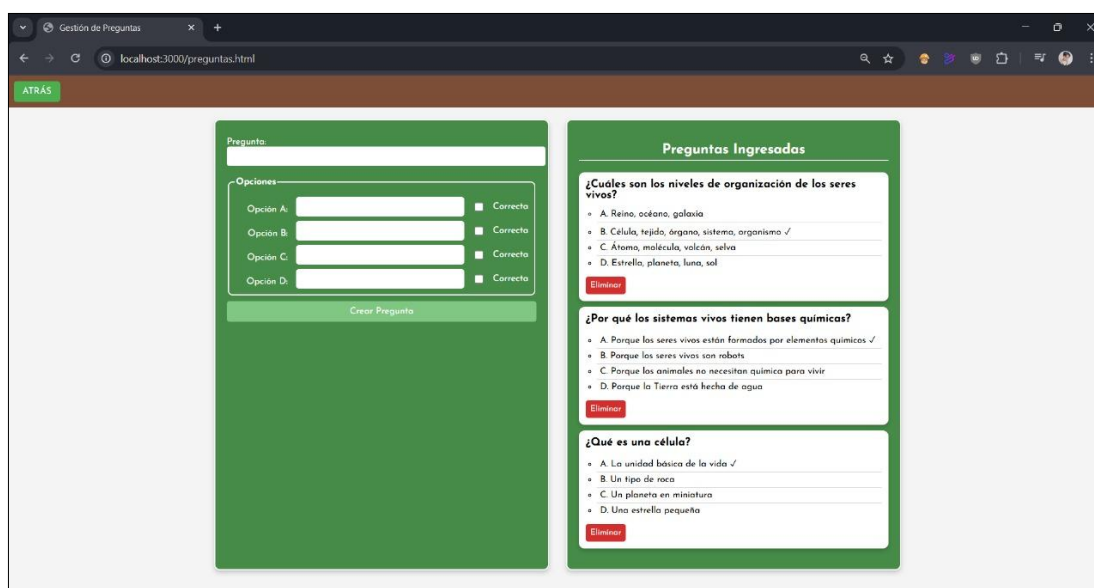 Gestión de Preguntas
localhost:3000/preguntas.html
ATRÁS
Pregunta:
Opciones
Opción A:
Correcta
Opción B:
Correcta
Opción C:
Correcta
Opción D:
Correcta
Crear Pregunta
Preguntas Ingresadas
¿Cuáles son los niveles de organización de los seres
vivos?
A. Reino, océano, galaxia
B. Célula, tejido, órgano, sistema, organismo ✓
C. Átomo, molécula, volcán, selva
D. Estrella, planeta, luna, sol
Eliminar
¿Por qué los sistemas vivos tienen bases químicas?
A. Porque los seres vivos están formados por elementos químicos ✓
B. Porque los seres vivos son robots
C. Porque los animales no necesitan química para vivir
D. Porque la Tierra está hecha de agua
Eliminar
¿Qué es una célula?
A. La unidad básica de la vida ✓
B. Un tipo de roca
C. Un planeta en miniatura
D. Una estrella pequeña
Eliminar